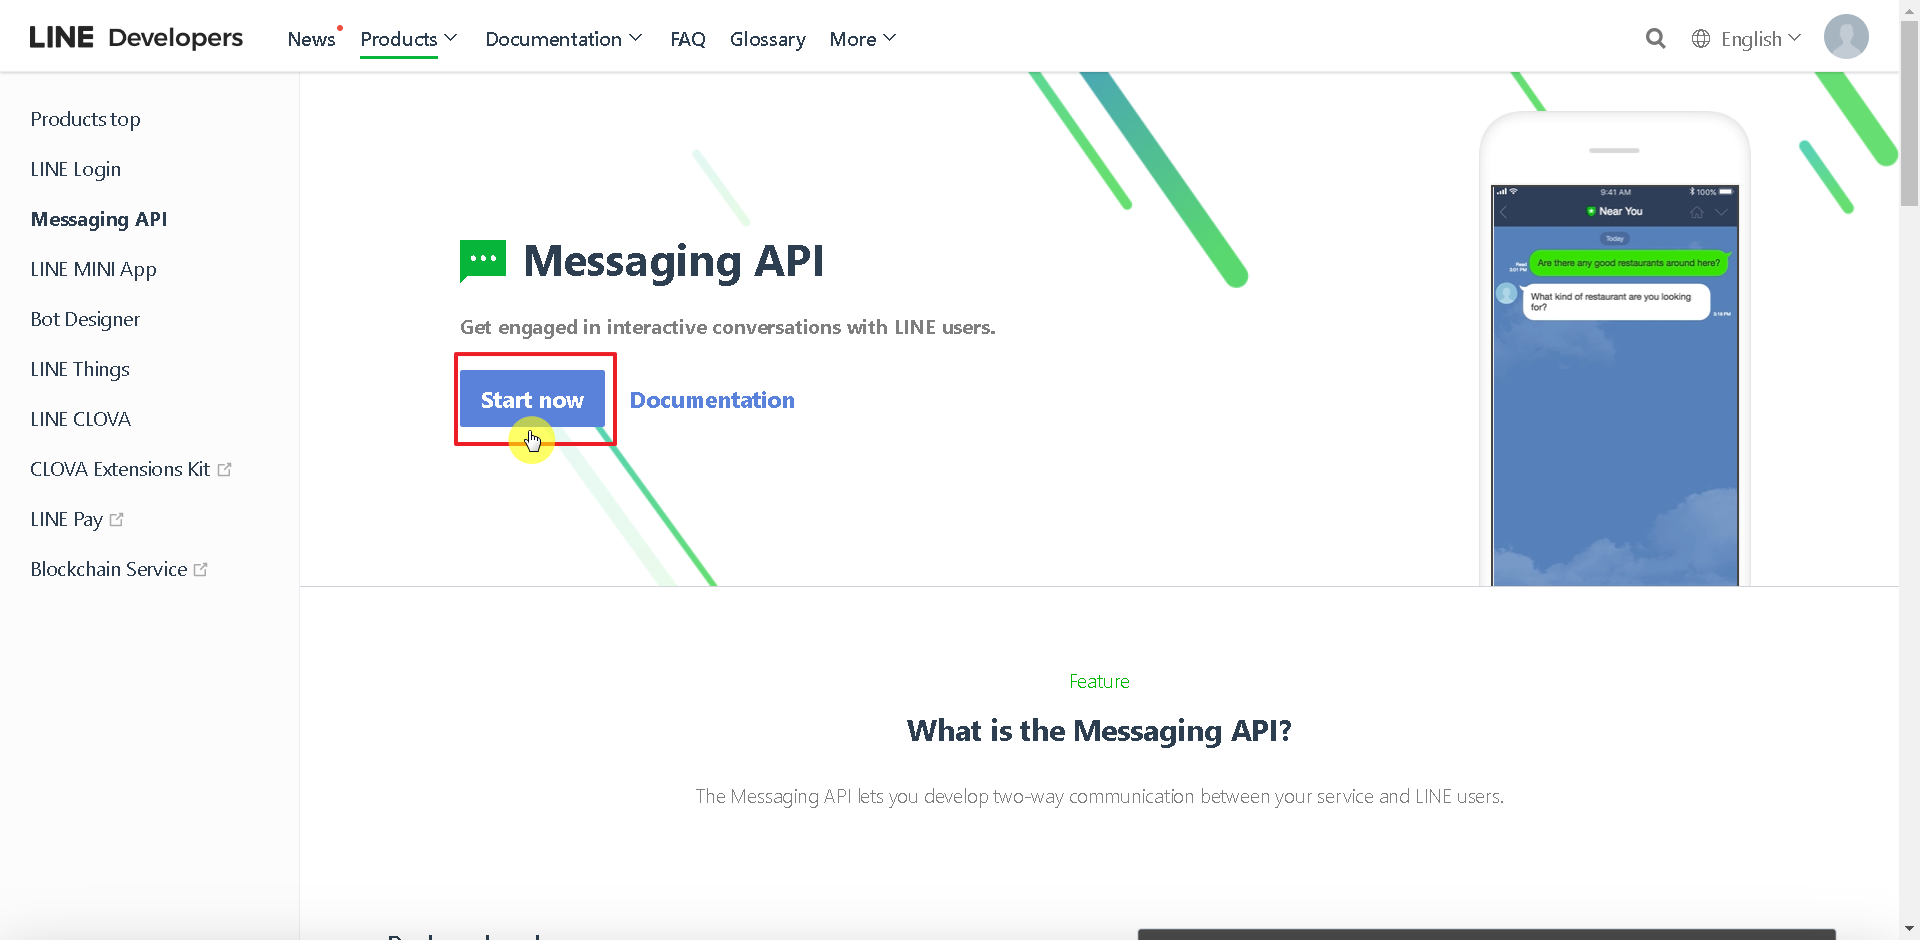 LINE Developers
News Products Documentation FAQ Glossary More
English
Products top
LINE Login
Messaging API
LINE MINI App
Bot Designer
LINE Things
LINE CLOVA
CLOVA Extensions Kit
LINE Pay
Blockchain Service
Messaging API
Get engaged in interactive conversations with LINE users.
Start now Documentation
9:41 AM 100%
Near You
Today
Are there any good restaurants around here?
Read
What kind of restaurant are you looking
for?
Feature
What is the Messaging API?
The Messaging API lets you develop two-way communication between your service and LINE users.